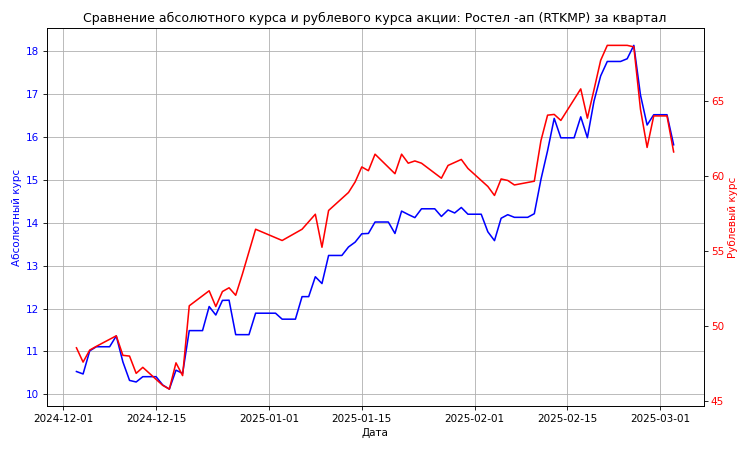 Сравнение абсолютного курса и рублевого курса акции: Ростел -ап (RTKMP) за квартал
18
17
16
15
14
13
12
11
10
Абсолютный курс
65
60
55
50
45
Рублевый курс
2024-12-01 2024-12-15 2025-01-01 2025-01-15 2025-02-01 2025-02-15 2025-03-01
Дата